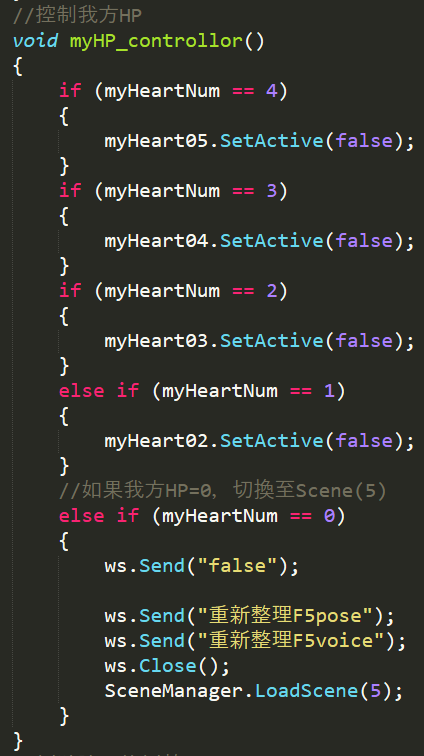 //控制我方HP
void myHP_controllor()
{
if (myHeartNum == 4)
{
myHeart05.SetActive(false);
}
if (myHeartNum == 3)
{
myHeart04.SetActive(false);
}
if (myHeartNum == 2)
{
myHeart03.SetActive(false);
}
else if (myHeartNum == 1)
{
myHeart02.SetActive(false);
}
//如果我方HP=0, 切換至Scene(5)
else if (myHeartNum == 0)
{
ws.Send("false");

ws.Send("重新整理F5pose");
ws.Send("重新整理F5voice");
ws.Close();
SceneManager.LoadScene(5);
}
}